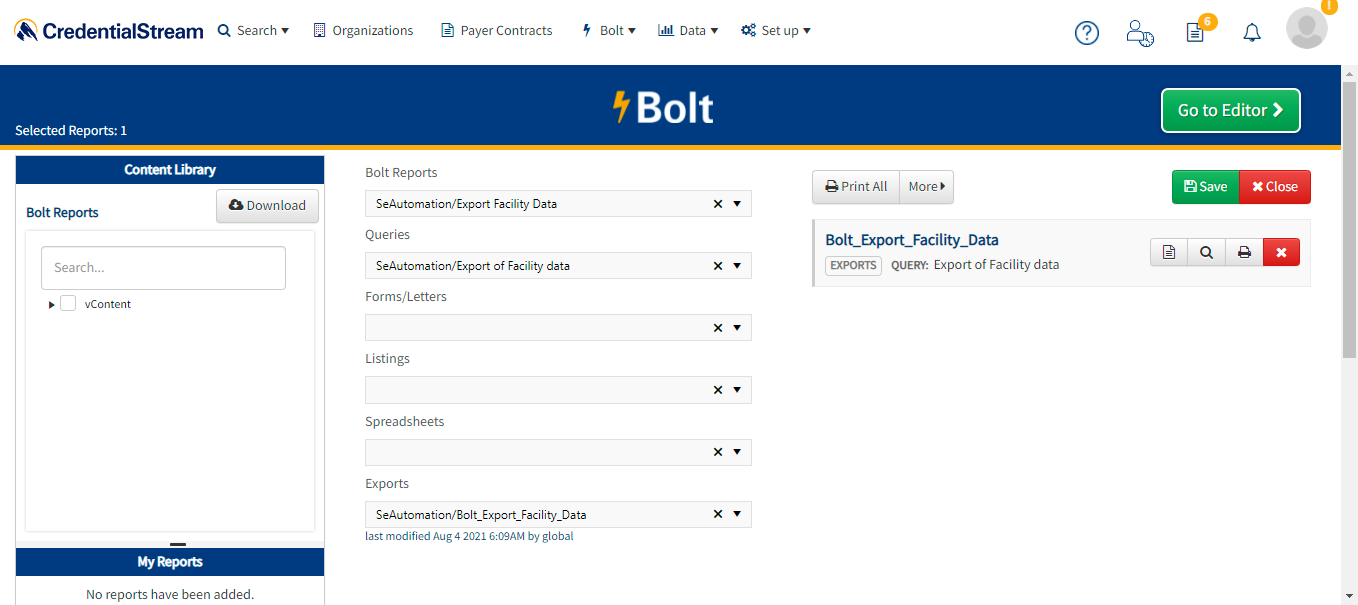 CredentialStream Search Organizations Payer Contracts Bolt Data Set up 6 !
Bolt
Go to Editor
Selected Reports: 1
Content Library
Bolt Reports
Download
Search...
vContent
My Reports
No reports have been added.
Bolt Reports
SeAutomation/Export Facility Data
Queries
SeAutomation/Export of Facility data
Forms/Letters
Listings
Spreadsheets
Exports
SeAutomation/Bolt_Export_Facility_Data
last modified Aug 4 2021 6:09AM by global
Print All More
Save Close
Bolt_Export_Facility_Data
EXPORTS QUERY: Export of Facility data